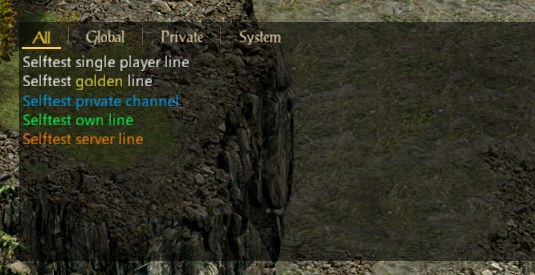 All Global Private System
Selftest single player line
Selftest golden line
Selftest private channel
Selftest own line
Selftest server line